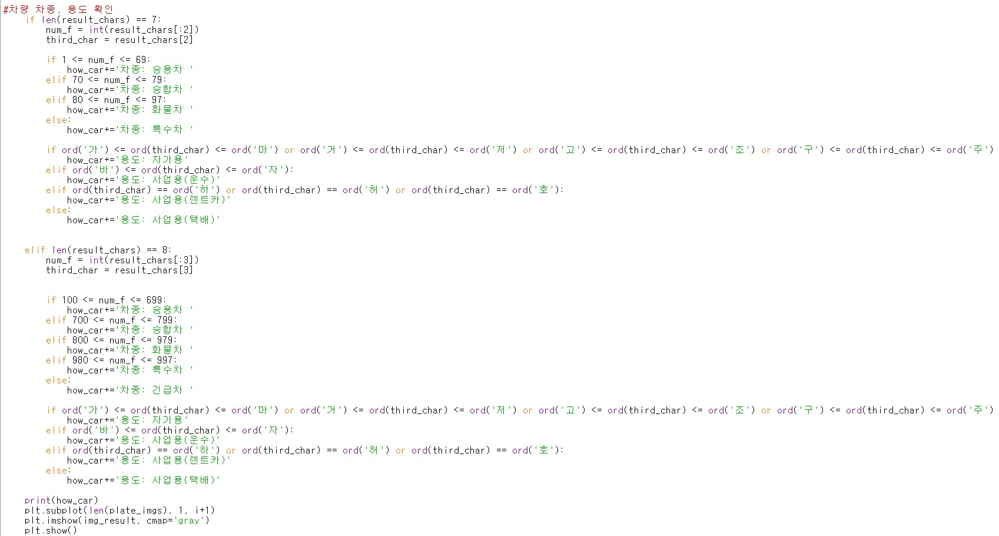 #차량 차종, 용도 확인
    if len(result_chars) == 7:
        num_f = int(result_chars[:2])
        third_char = result_chars[2]

        if 1 <= num_f <= 69:
            how_car+='차종: 승용차 '
        elif 70 <= num_f <= 79:
            how_car+='차종: 승합차 '
        elif 80 <= num_f <= 97:
            how_car+='차종: 화물차 '
        else:
            how_car+='차종: 특수차 '

        if ord('가') <= ord(third_char) <= ord('마') or ord('거') <= ord(third_char) <= ord('저') or ord('고') <= ord(third_char) <= ord('조') or ord('구') <= ord(third_char) <= ord('주')
            how_car+='용도: 자가용'
        elif ord('바') <= ord(third_char) <= ord('자'):
            how_car+='용도: 사업용(운수)'
        elif ord(third_char) == ord('하') or ord(third_char) == ord('허') or ord(third_char) == ord('호'):
            how_car+='용도: 사업용(렌트카)'
        else:
            how_car+='용도: 사업용(택배)'


    elif len(result_chars) == 8:
        num_f = int(result_chars[:3])
        third_char = result_chars[3]


        if 100 <= num_f <= 699:
            how_car+='차종: 승용차 '
        elif 700 <= num_f <= 799:
            how_car+='차종: 승합차 '
        elif 800 <= num_f <= 979:
            how_car+='차종: 화물차 '
        elif 980 <= num_f <= 997:
            how_car+='차종: 특수차 '
        else:
            how_car+='차종: 긴급차 '

        if ord('가') <= ord(third_char) <= ord('마') or ord('거') <= ord(third_char) <= ord('저') or ord('고') <= ord(third_char) <= ord('조') or ord('구') <= ord(third_char) <= ord('주')
            how_car+='용도: 자가용'
        elif ord('바') <= ord(third_char) <= ord('자'):
            how_car+='용도: 사업용(운수)'
        elif ord(third_char) == ord('하') or ord(third_char) == ord('허') or ord(third_char) == ord('호'):
            how_car+='용도: 사업용(렌트카)'
        else:
            how_car+='용도: 사업용(택배)'

    print(how_car)
    plt.subplot(len(plate_imgs), 1, i+1)
    plt.imshow(img_result, cmap='gray')
    plt.show()